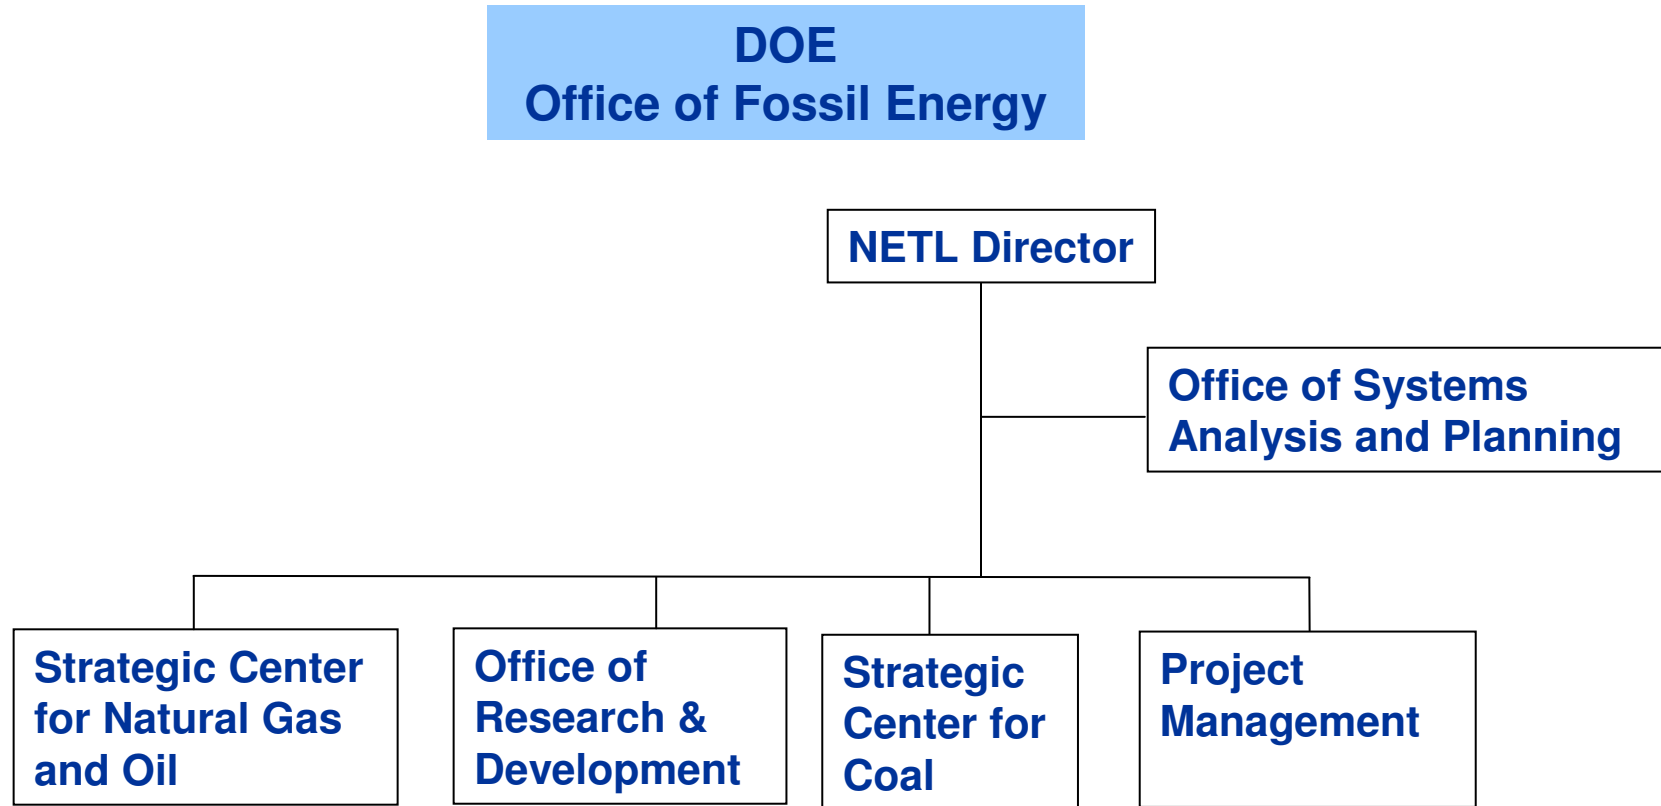 DOE
Office of Fossil Energy
NETL Director
Office of Systems
Analysis and Planning
Strategic Center
for Natural Gas
and Oil
Office of
Research &
Development
Strategic
Center for
Coal
Project
Management